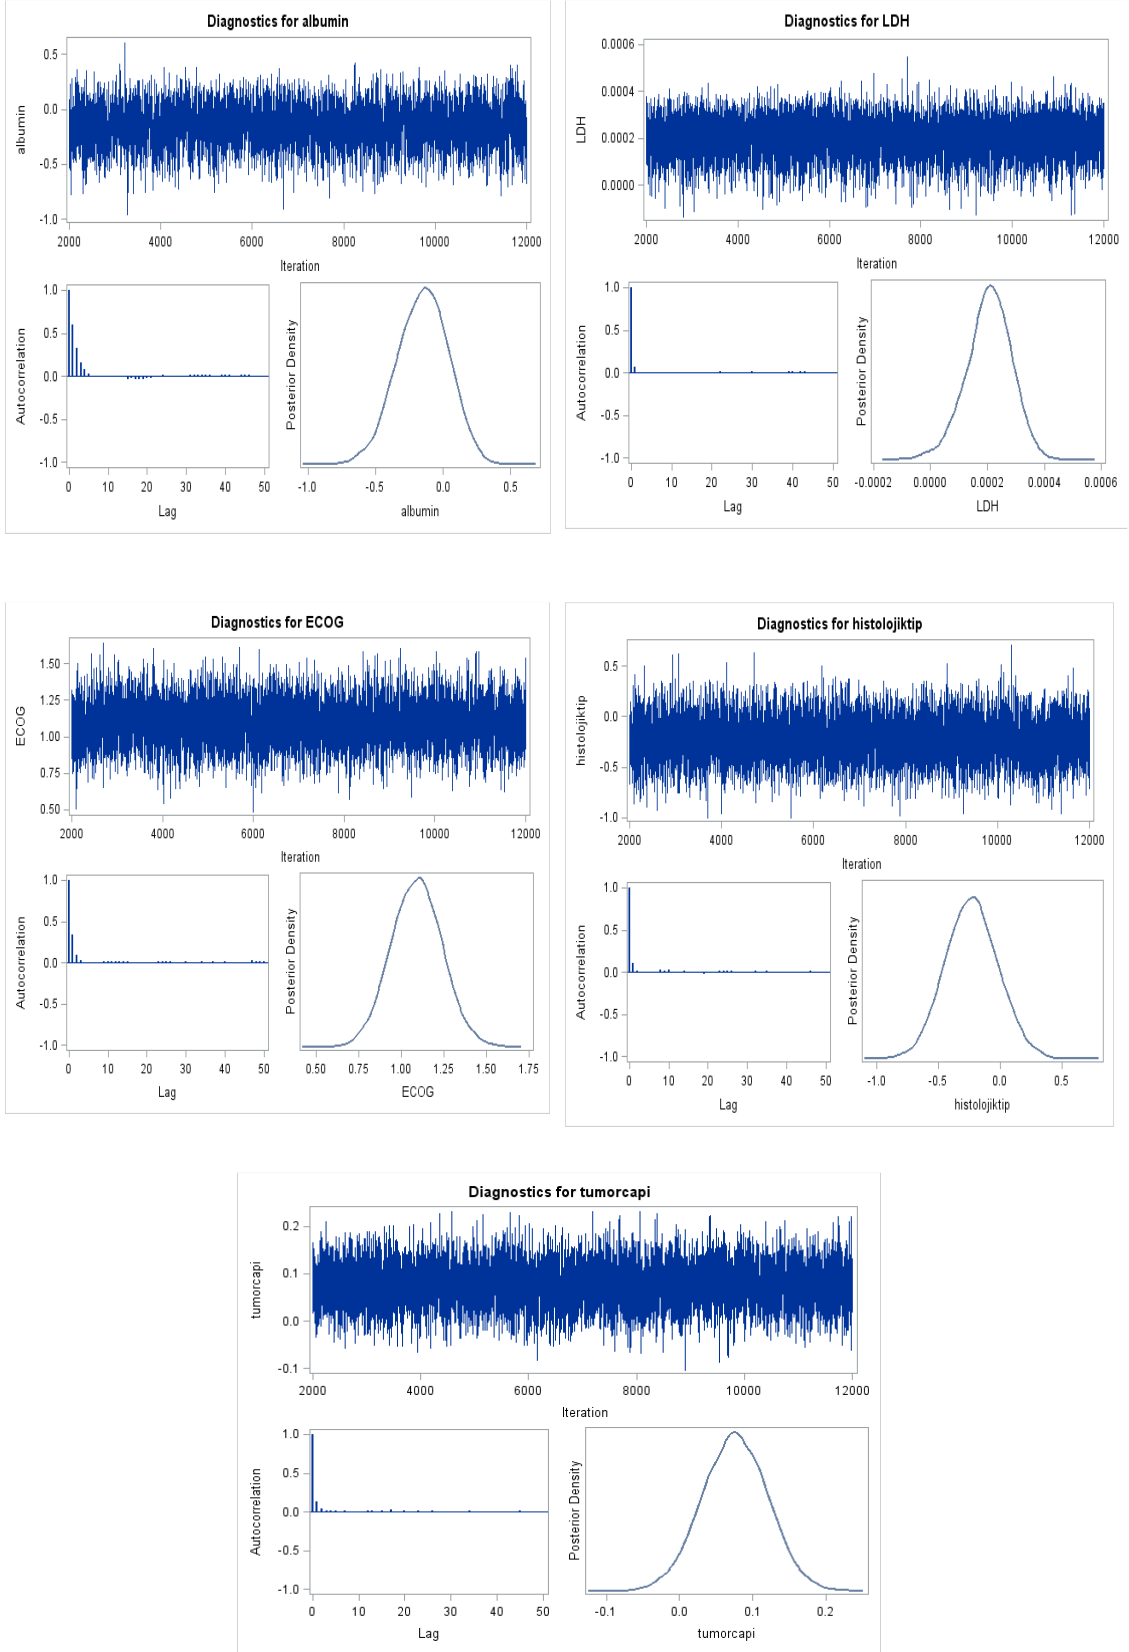 Diagnostics for albumin
albumin
0.5
0.0
-0.5
-1.0
2000 4000 6000 8000 10000 12000
Iteration
Autocorrelation
1.0
0.5
0.0
-0.5
-1.0
0 10 20 30 40 50
Lag
Posterior Density
-1.0 -0.5 0.0 0.5
albumin
Diagnostics for LDH
LDH
0.0006
0.0004
0.0002
0.0000
2000 4000 6000 8000 10000 12000
Iteration
Autocorrelation
1.0
0.5
0.0
-0.5
-1.0
0 10 20 30 40 50
Lag
Posterior Density
-0.0002 0.0000 0.0002 0.0004 0.0006
LDH
Diagnostics for ECOG
ECOG
1.50
1.25
1.00
0.75
0.50
2000 4000 6000 8000 10000 12000
Iteration
Autocorrelation
1.0
0.5
0.0
-0.5
-1.0
0 10 20 30 40 50
Lag
Posterior Density
0.50 0.75 1.00 1.25 1.50 1.75
ECOG
Diagnostics for histolojiktip
histolojiktip
0.5
0.0
-0.5
-1.0
2000 4000 6000 8000 10000 12000
Iteration
Autocorrelation
1.0
0.5
0.0
-0.5
-1.0
0 10 20 30 40 50
Lag
Posterior Density
-1.0 -0.5 0.0 0.5
histolojiktip
Diagnostics for tumorcapi
tumorcapi
0.2
0.1
0.0
-0.1
2000 4000 6000 8000 10000 12000
Iteration
Autocorrelation
1.0
0.5
0.0
-0.5
-1.0
0 10 20 30 40 50
Lag
Posterior Density
-0.1 0.0 0.1 0.2
tumorcapi